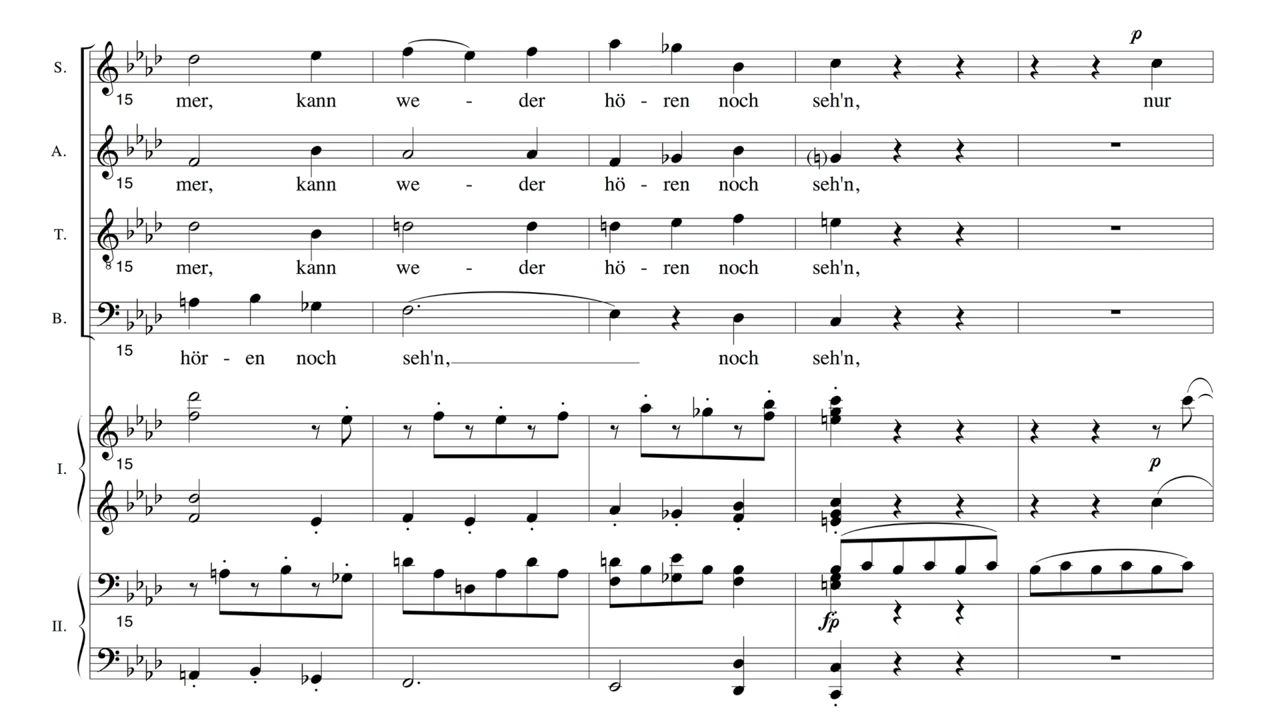 p
S.
15 mer, kann we - der hö - ren noch seh'n, nur
A.
15 mer, kann we - der hö - ren noch seh'n,
T.
8 15 mer, kann we - der hö - ren noch seh'n,
B.
15 hör - en noch seh'n, noch seh'n,
15
I.
p
15
II.
fp